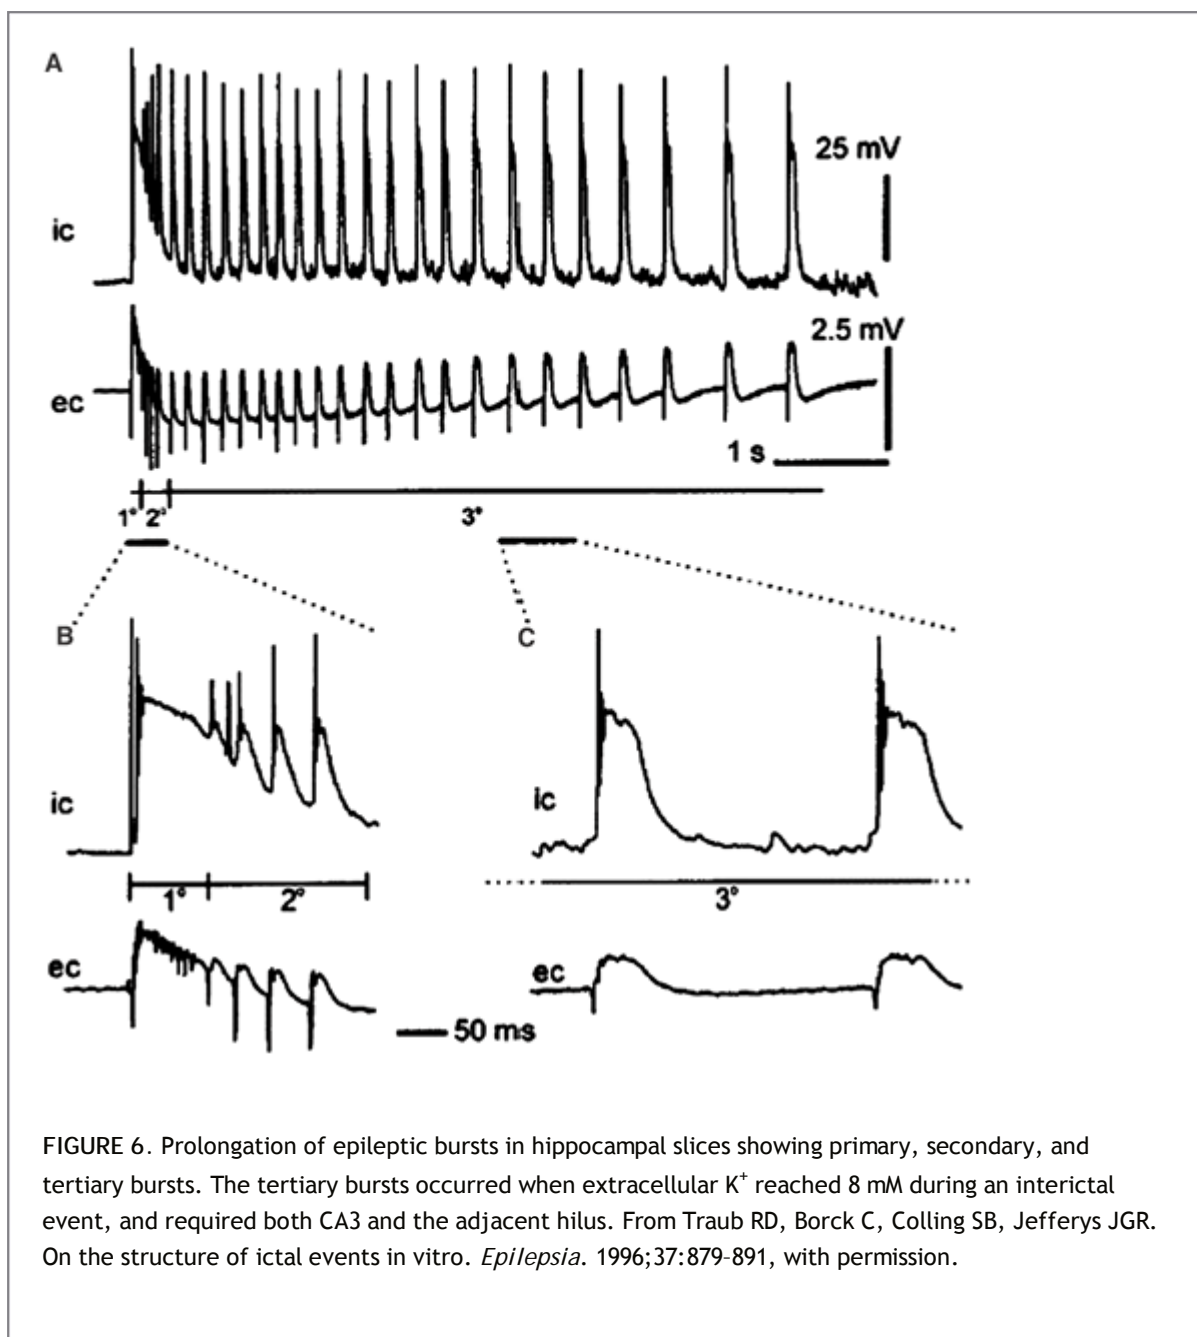 A
25 mV
ic
2.5 mV
ec
1 s
1° 2° 3°
B C
ic ic
1° 2° 3°
ec ec
50 ms
FIGURE 6. Prolongation of epileptic bursts in hippocampal slices showing primary, secondary, and
tertiary bursts. The tertiary bursts occurred when extracellular K⁺ reached 8 mM during an interictal
event, and required both CA3 and the adjacent hilus. From Traub RD, Borck C, Colling SB, Jefferys JGR.
On the structure of ictal events in vitro. Epilepsia. 1996;37:879–891, with permission.